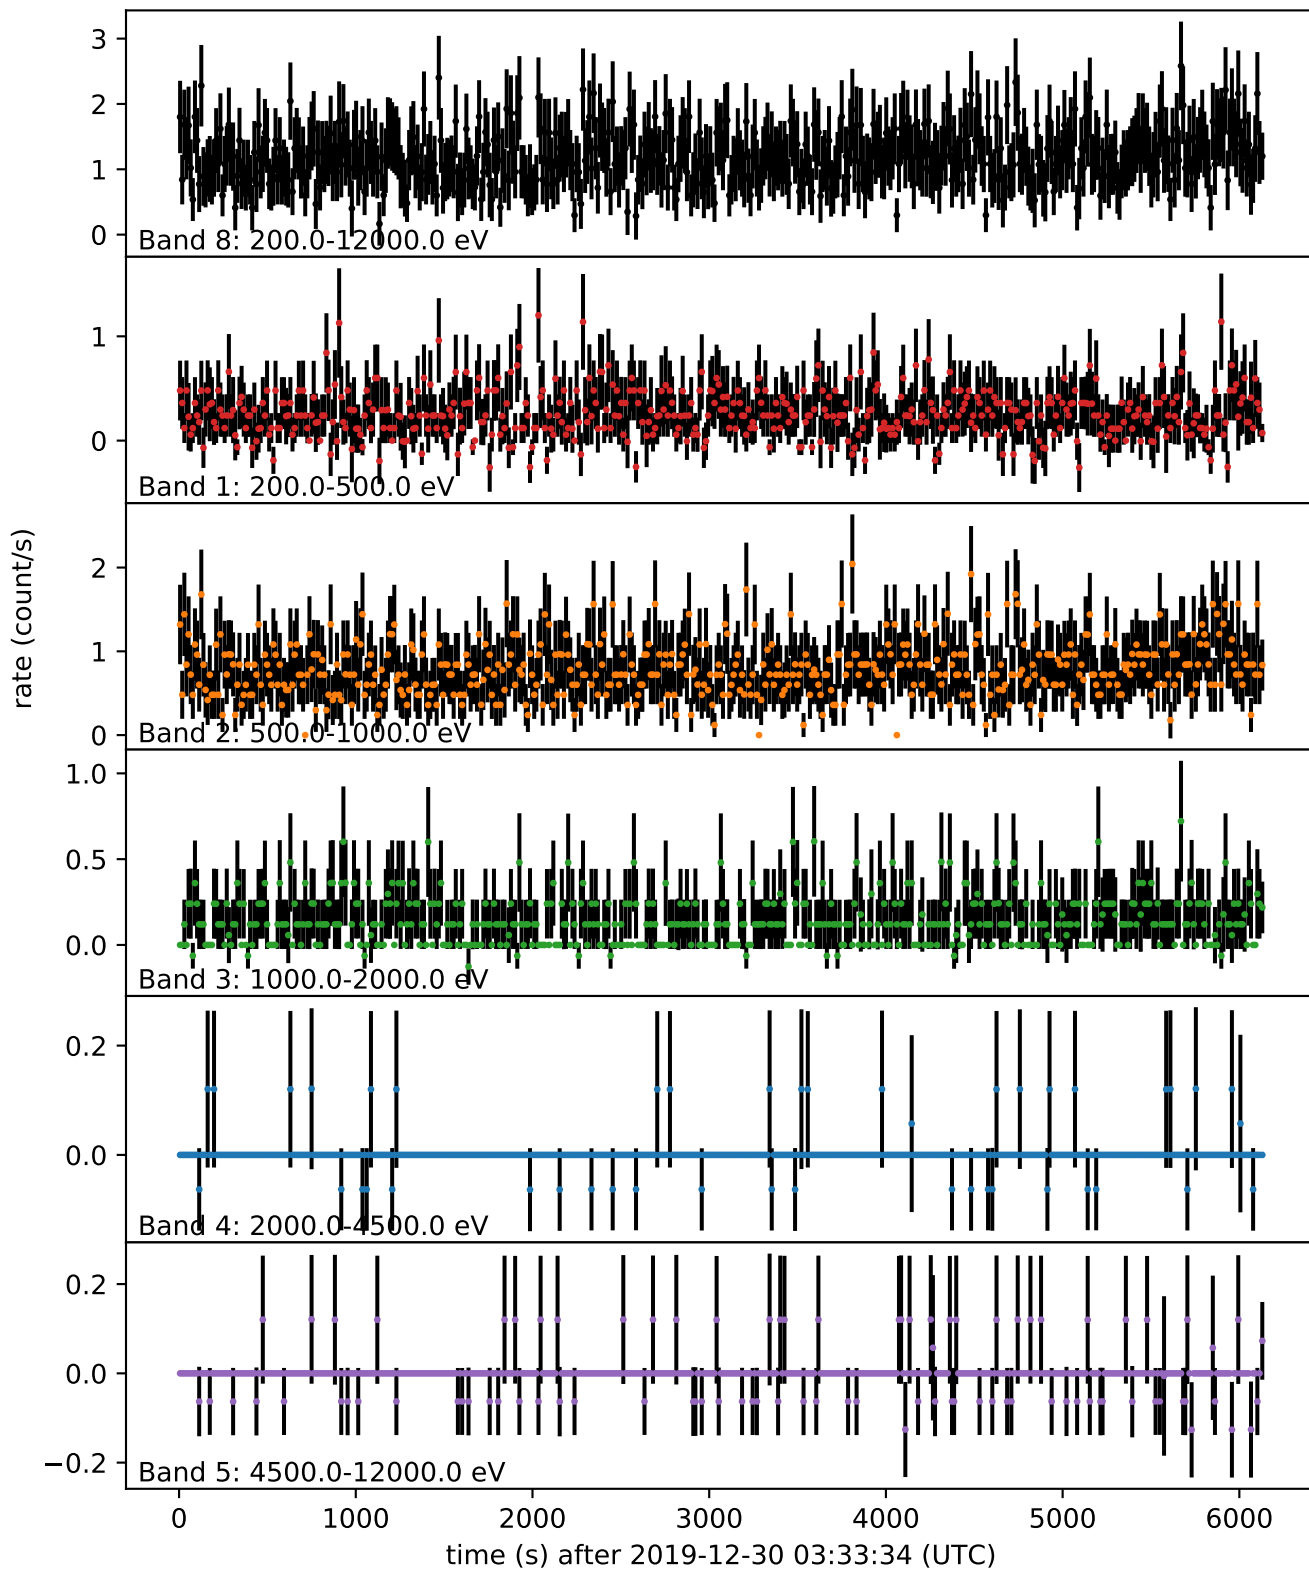 rate (count/s)
3
2
1
0
Band 8: 200.0-12000.0 eV
1
0
Band 1: 200.0-500.0 eV
2
1
0
Band 2: 500.0-1000.0 eV
1.0
0.5
0.0
Band 3: 1000.0-2000.0 eV
0.2
0.0
Band 4: 2000.0-4500.0 eV
0.2
0.0
−0.2
Band 5: 4500.0-12000.0 eV
0 1000 2000 3000 4000 5000 6000
time (s) after 2019-12-30 03:33:34 (UTC)